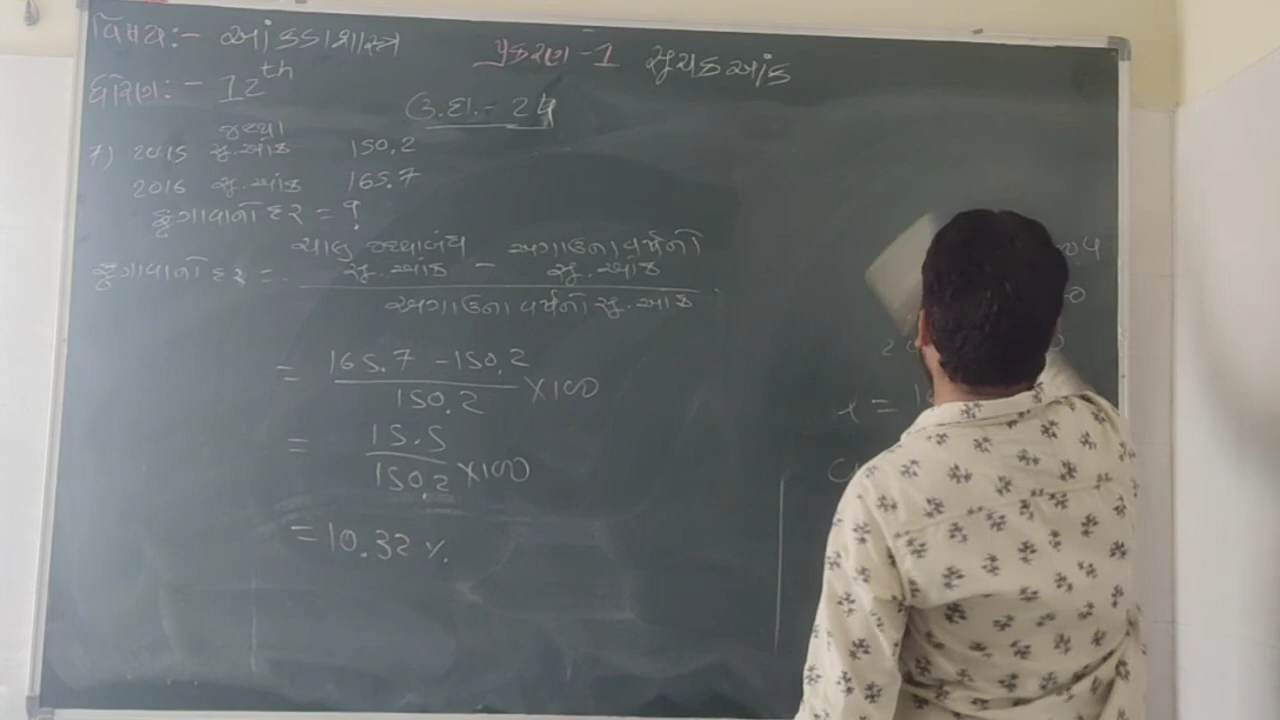 વિષય:- આંકડાશાસ્ત્ર
પ્રકરણ -1 સુચકઆંક
ધોરણ:- 12th
ઉ.દા.- 24
જથ્થા
7) 2015 સુ.આંક 150.2
2016 સુ.આંક 165.7
ફુગાવાનો દર = ?
ચાલુ અગાઉના વર્ષનો
ફુગાવાનો દર = સુ.આંક - સુ.આંક
અગાઉના વર્ષનો સુ.આંક
= 165.7 - 150.2
150.2 ×100
= 15.5
150.2 ×100
= 10.32 %.